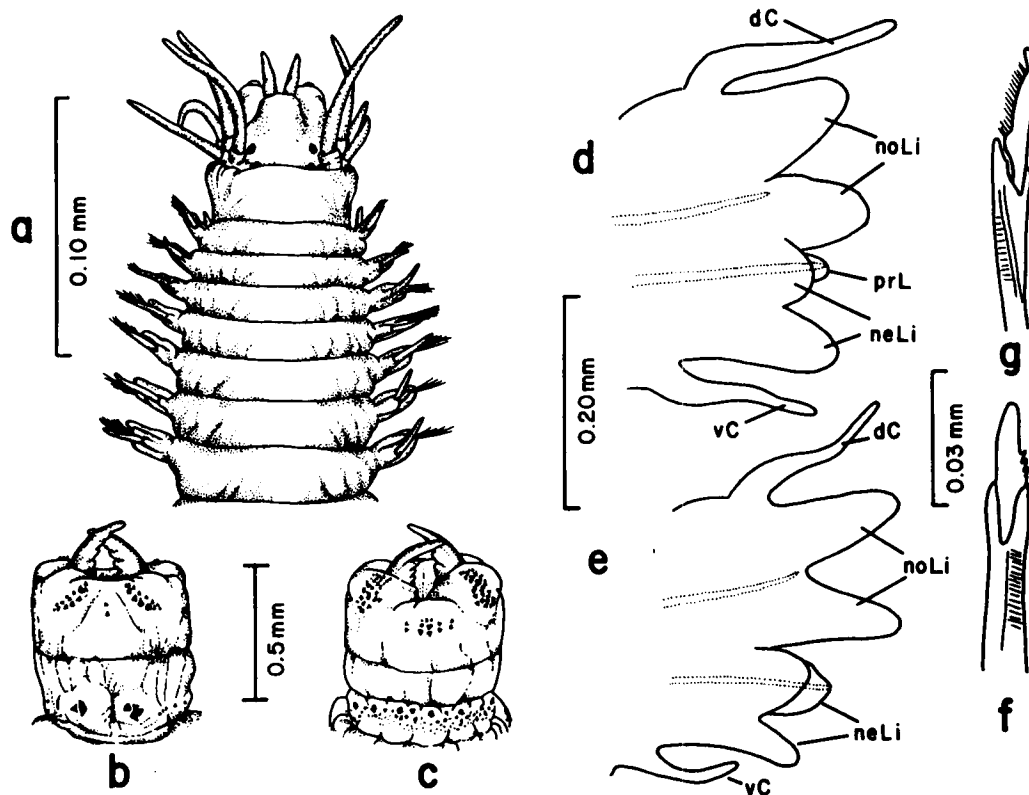 a
0.10 mm
b
0.5 mm
c
d
dC
noLi
prL
neLi
vC
0.20 mm
e
dC
noLi
neLi
vC
g
0.03 mm
f